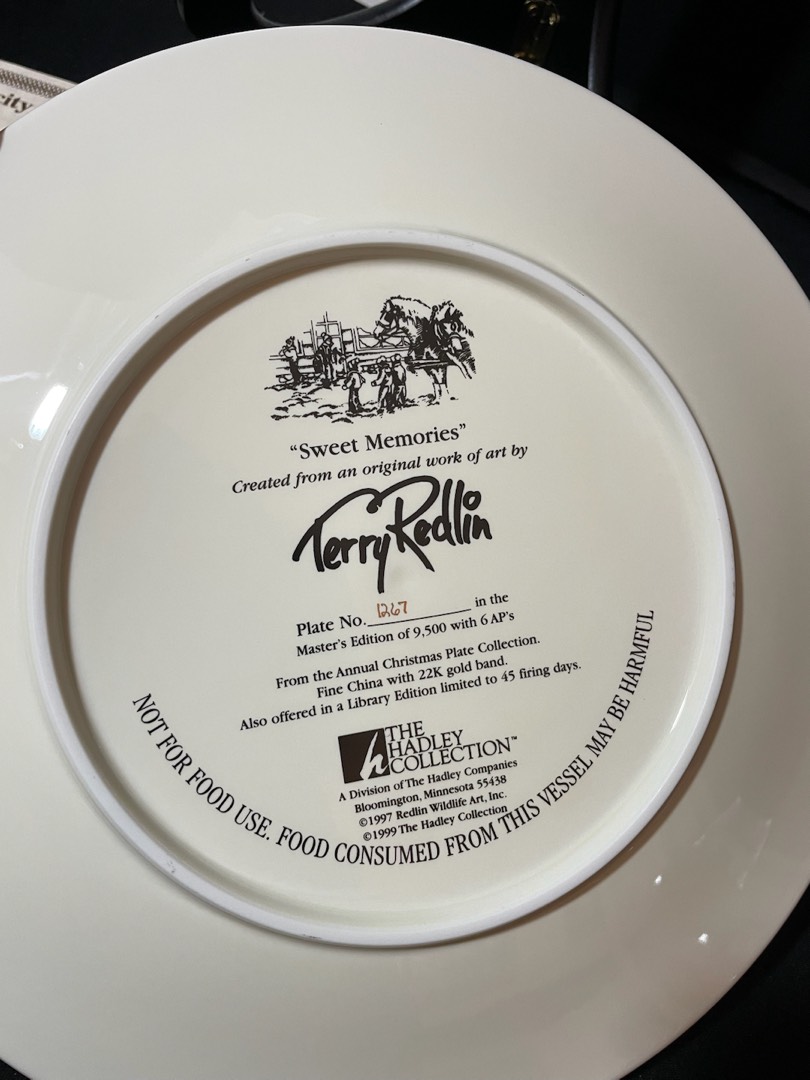 city
"Sweet Memories"
Created from an original work of art by
Terry Redlin
Plate No. 1267 in the
Master's Edition of 9,500 with 6 AP's
From the Annual Christmas Plate Collection.
Fine China with 22K gold band.
Also offered in a Library Edition limited to 45 firing days.
h THE
HADLEY
COLLECTION™
A Division of The Hadley Companies
Bloomington, Minnesota 55438
©1997 Redlin Wildlife Art, Inc.
©1999 The Hadley Collection
NOT FOR FOOD USE. FOOD CONSUMED FROM THIS VESSEL MAY BE HARMFUL